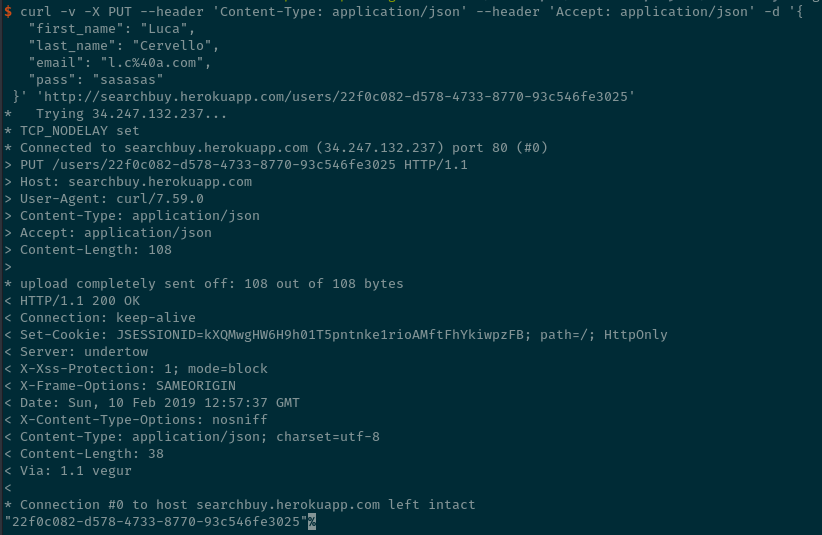 $ curl -v -X PUT --header 'Content-Type: application/json' --header 'Accept: application/json' -d '{
   "first_name": "Luca",
   "last_name": "Cervello",
   "email": "l.c%40a.com",
   "pass": "sasasas"
 }' 'http://searchbuy.herokuapp.com/users/22f0c082-d578-4733-8770-93c546fe3025'
*   Trying 34.247.132.237...
* TCP_NODELAY set
* Connected to searchbuy.herokuapp.com (34.247.132.237) port 80 (#0)
> PUT /users/22f0c082-d578-4733-8770-93c546fe3025 HTTP/1.1
> Host: searchbuy.herokuapp.com
> User-Agent: curl/7.59.0
> Content-Type: application/json
> Accept: application/json
> Content-Length: 108
>
* upload completely sent off: 108 out of 108 bytes
< HTTP/1.1 200 OK
< Connection: keep-alive
< Set-Cookie: JSESSIONID=kXQMwgHW6H9h01T5pntnke1rioAMftFhYkiwpzFB; path=/; HttpOnly
< Server: undertow
< X-Xss-Protection: 1; mode=block
< X-Frame-Options: SAMEORIGIN
< Date: Sun, 10 Feb 2019 12:57:37 GMT
< X-Content-Type-Options: nosniff
< Content-Type: application/json; charset=utf-8
< Content-Length: 38
< Via: 1.1 vegur
<
* Connection #0 to host searchbuy.herokuapp.com left intact
"22f0c082-d578-4733-8770-93c546fe3025"%